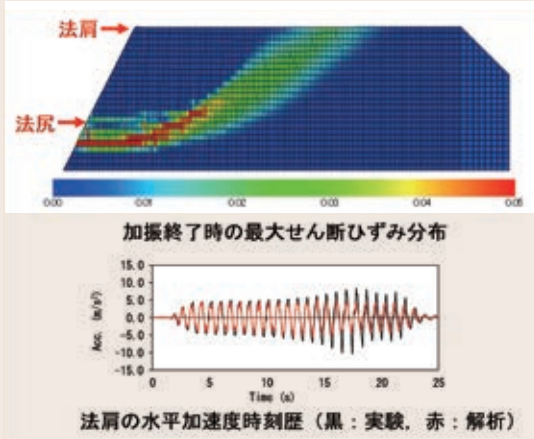 法肩
法尻
0.00 0.01 0.02 0.03 0.04 0.05
加振終了時の最大せん断ひずみ分布
15.0
10.0
5.0
0.0
-5.0
-10.0
-15.0
Acc. (m/s²)
0 5 10 15 20 25
Time (s)
法肩の水平加速度時刻歴（黒：実験，赤：解析）